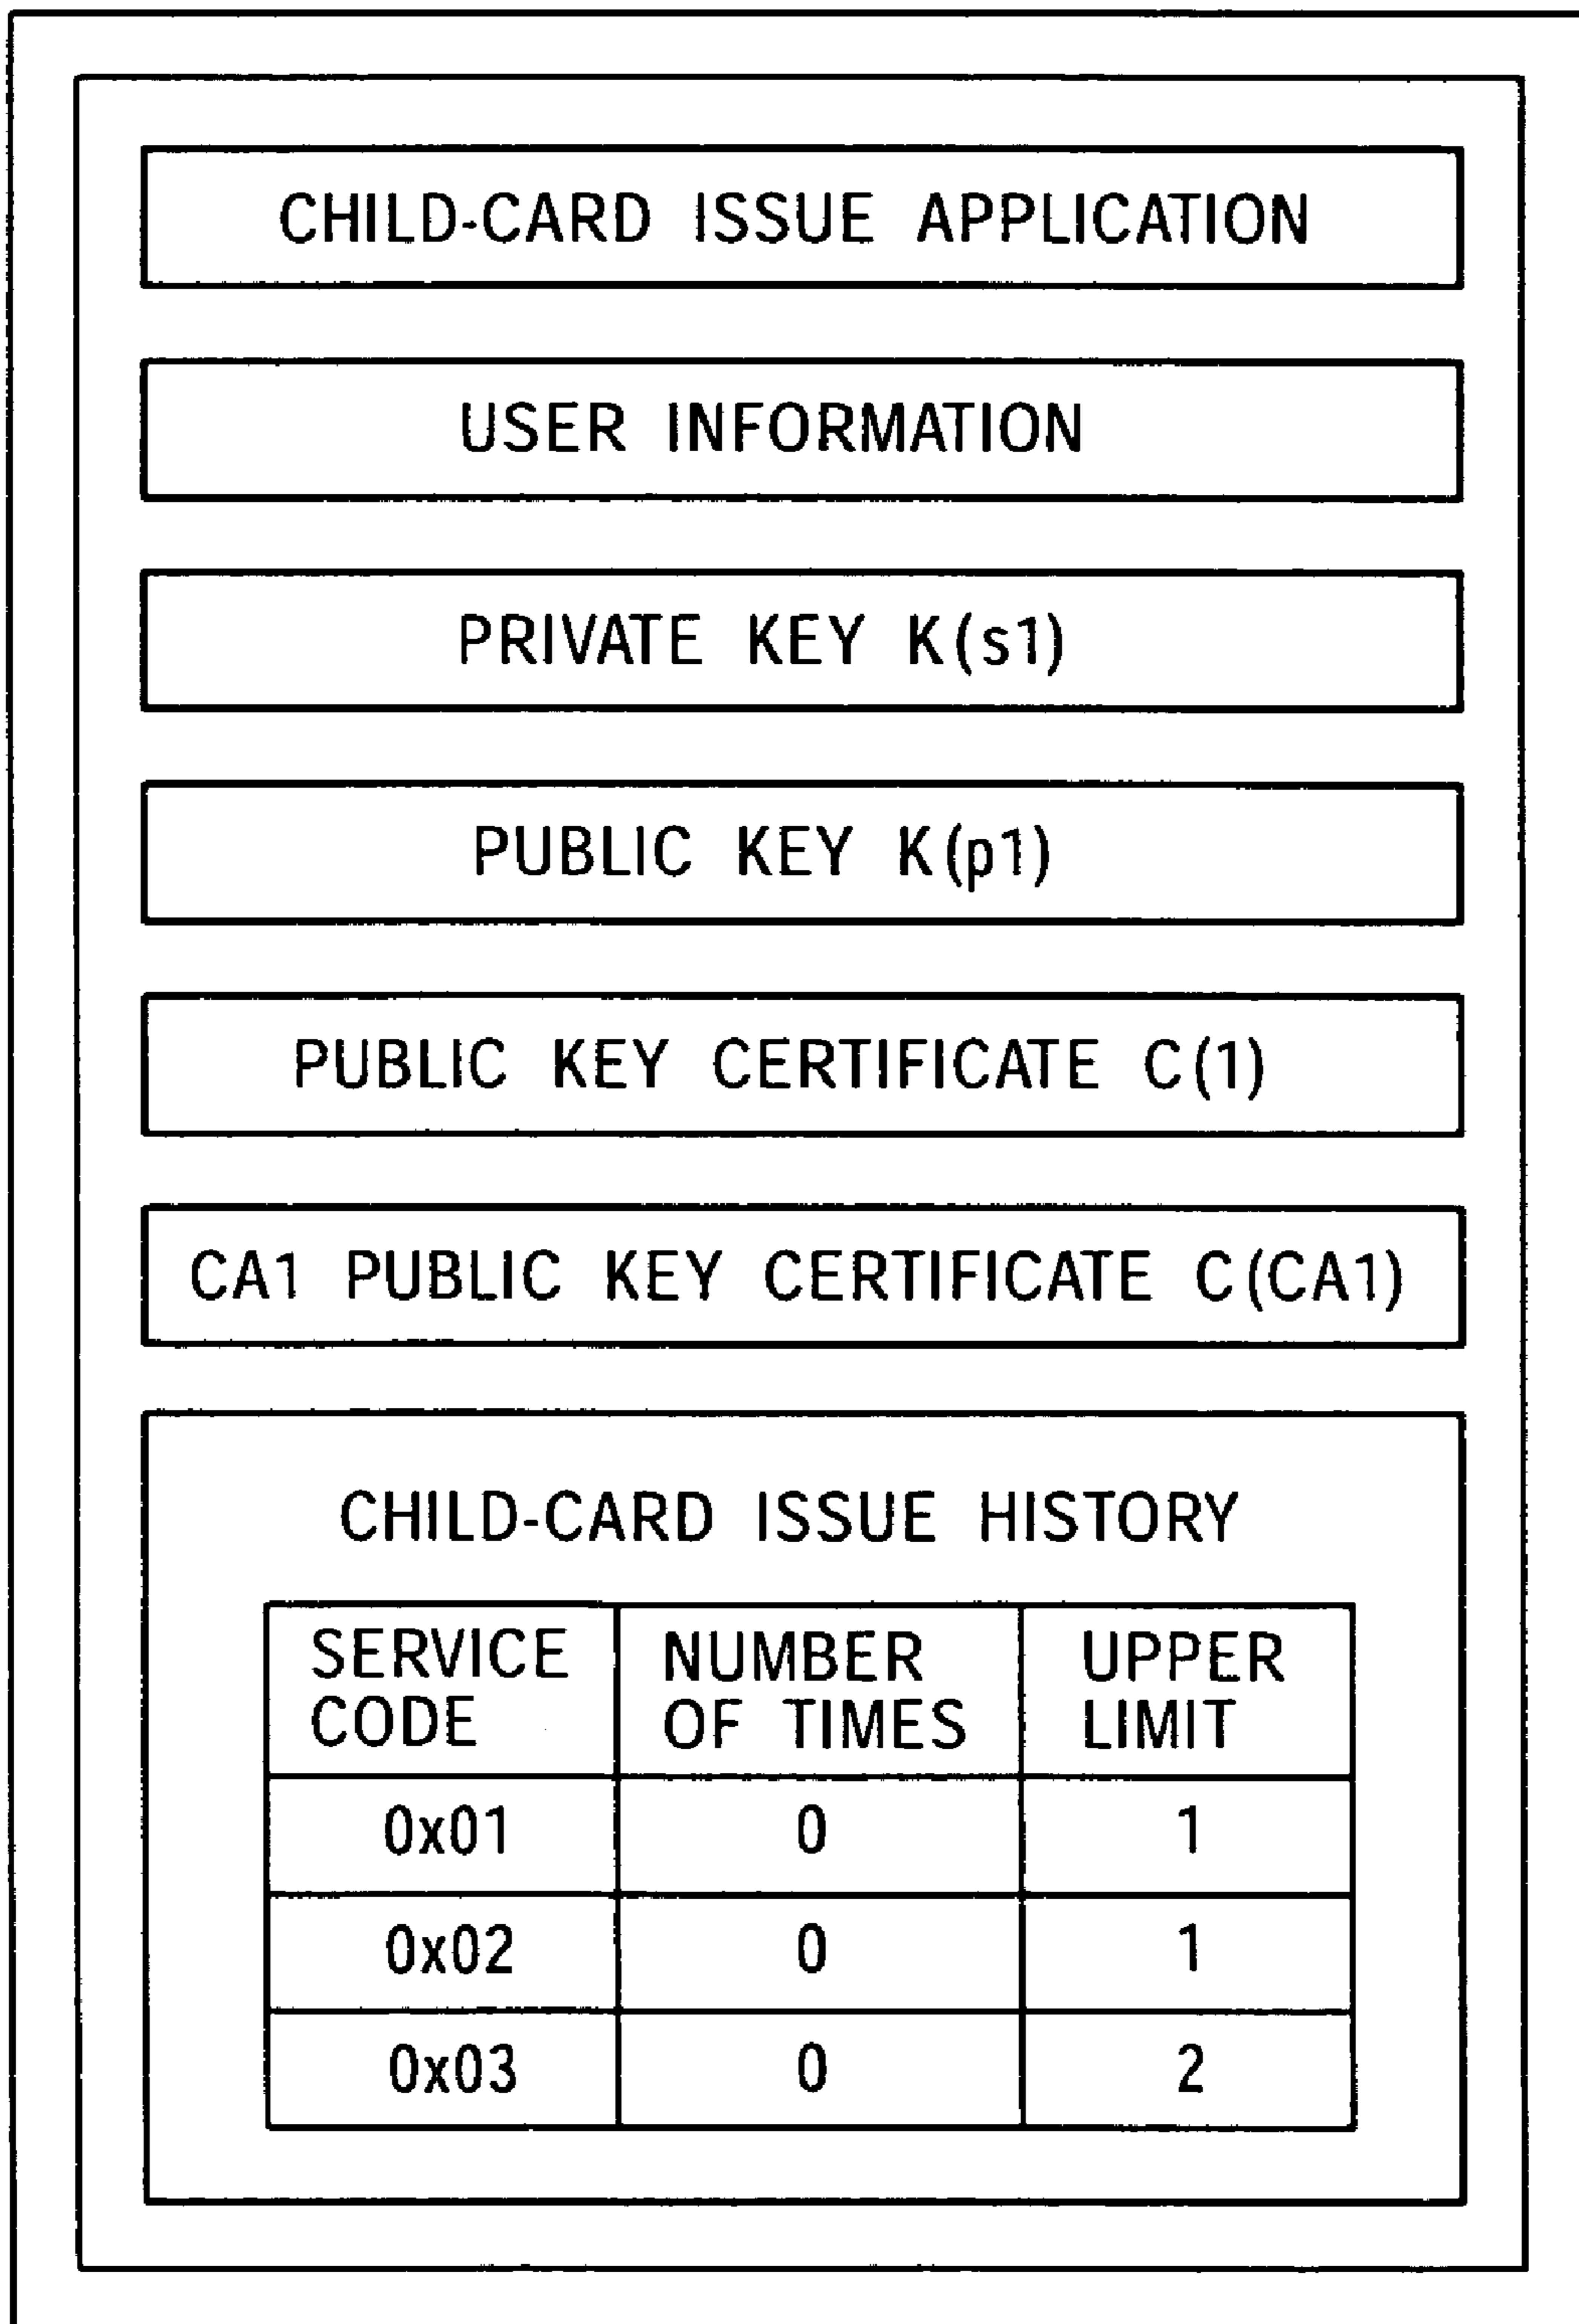 CHILD-CARD ISSUE APPLICATION
USER INFORMATION
PRIVATE KEY K(s1)
PUBLIC KEY K(p1)
PUBLIC KEY CERTIFICATE C(1)
CA1 PUBLIC KEY CERTIFICATE C(CA1)
CHILD-CARD ISSUE HISTORY
SERVICE CODE NUMBER OF TIMES UPPER LIMIT
0x01 0 1
0x02 0 1
0x03 0 2